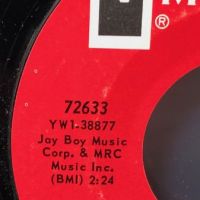 ®
72633
YW1-38877
Jay Boy Music
Corp. & MRC
Music Inc.
(BMI) 2:24